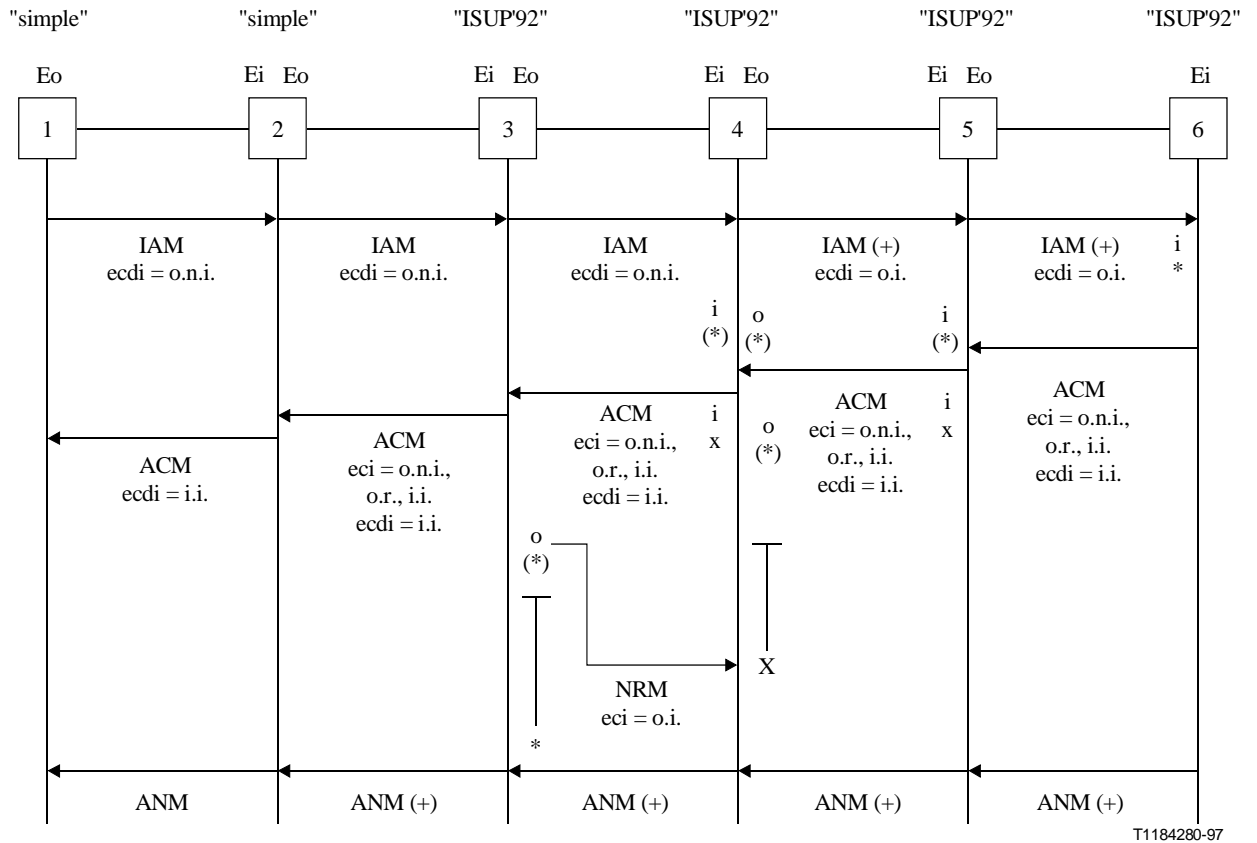 "simple" "simple" "ISUP'92" "ISUP'92" "ISUP'92" "ISUP'92"
Eo Ei Eo Ei Eo Ei Eo Ei Eo Ei
1 2 3 4 5 6
IAM IAM IAM IAM (+) IAM (+) i
ecdi = o.n.i. ecdi = o.n.i. ecdi = o.n.i. ecdi = o.i. ecdi = o.i. *
i o i
(*) (*) (*)
ACM i ACM i ACM
eci = o.n.i., x o eci = o.n.i., x eci = o.n.i.,
o.r., i.i. (*) o.r., i.i. o.r., i.i.
ecdi = i.i. ecdi = i.i. ecdi = i.i.
ACM ACM
ecdi = i.i. eci = o.n.i.,
o.r., i.i.
ecdi = i.i.
o
(*)
X
NRM
eci = o.i.
*
ANM ANM (+) ANM (+) ANM (+) ANM (+)
T1184280-97